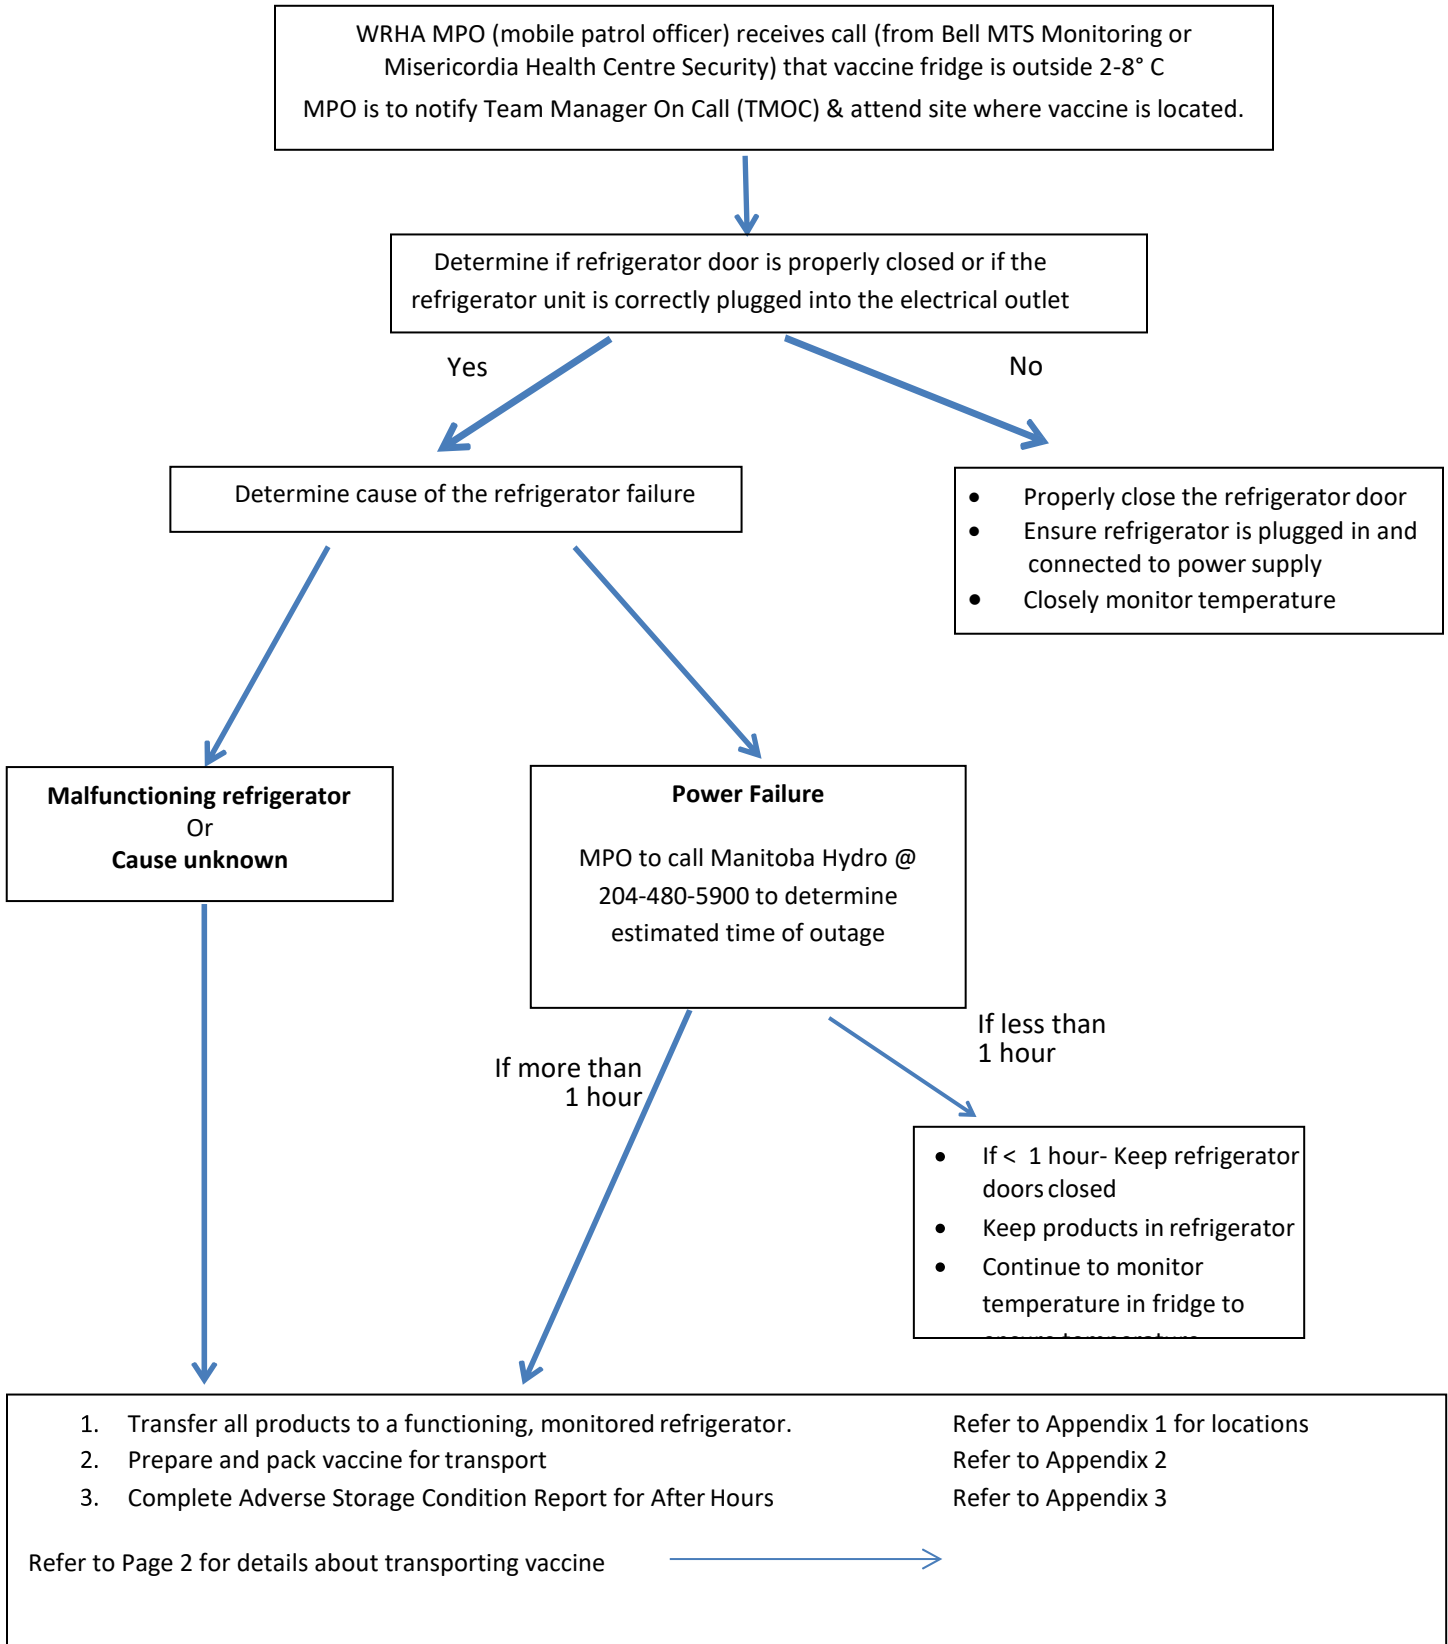 WRHA MPO (mobile patrol officer) receives call (from Bell MTS Monitoring or
Misericordia Health Centre Security) that vaccine fridge is outside 2-8° C
MPO is to notify Team Manager On Call (TMOC) & attend site where vaccine is located.
Determine if refrigerator door is properly closed or if the
refrigerator unit is correctly plugged into the electrical outlet
Yes
No
Determine cause of the refrigerator failure
• Properly close the refrigerator door
• Ensure refrigerator is plugged in and
connected to power supply
• Closely monitor temperature
Malfunctioning refrigerator
Or
Cause unknown
Power Failure
MPO to call Manitoba Hydro @
204-480-5900 to determine
estimated time of outage
If less than
1 hour
If more than
1 hour
• If < 1 hour- Keep refrigerator
doors closed
• Keep products in refrigerator
• Continue to monitor
temperature in fridge to
1. Transfer all products to a functioning, monitored refrigerator. Refer to Appendix 1 for locations
2. Prepare and pack vaccine for transport Refer to Appendix 2
3. Complete Adverse Storage Condition Report for After Hours Refer to Appendix 3
Refer to Page 2 for details about transporting vaccine